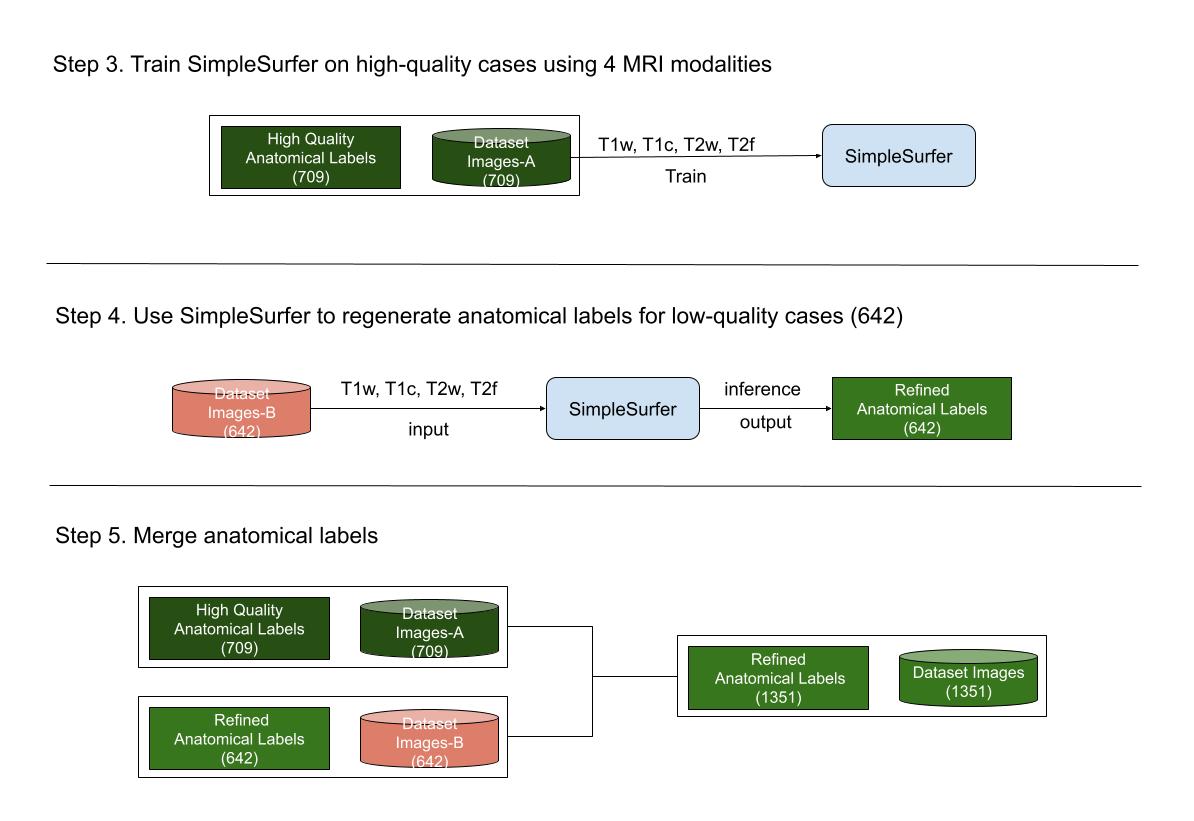 Step 3. Train SimpleSurfer on high-quality cases using 4 MRI modalities
High Quality
Anatomical Labels
(709)
Dataset
Images-A
(709)
T1w, T1c, T2w, T2f
Train
SimpleSurfer
Step 4. Use SimpleSurfer to regenerate anatomical labels for low-quality cases (642)
Dataset
Images-B
(642)
T1w, T1c, T2w, T2f
input
SimpleSurfer
inference
output
Refined
Anatomical Labels
(642)
Step 5. Merge anatomical labels
High Quality
Anatomical Labels
(709)
Dataset
Images-A
(709)
Refined
Anatomical Labels
(642)
Dataset
Images-B
(642)
Refined
Anatomical Labels
(1351)
Dataset Images
(1351)